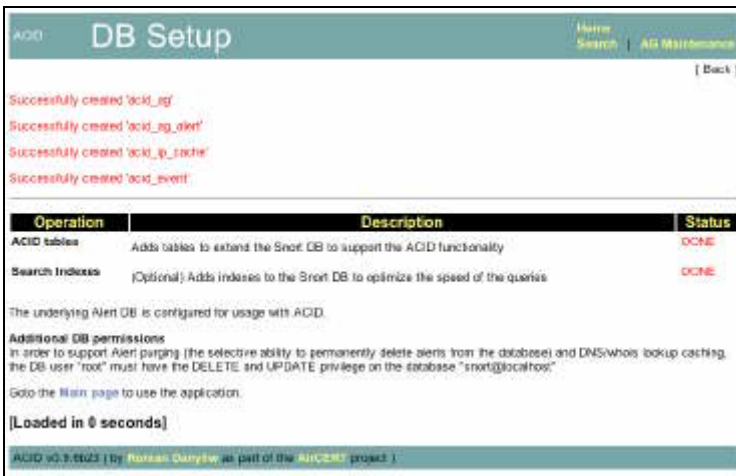 ACID DB Setup Home
Search | AG Maintenance
[ Back ]
Successfully created 'acid_ag'
Successfully created 'acid_ag_alert'
Successfully created 'acid_ip_cache'
Successfully created 'acid_event'
Operation Description Status
ACID tables Adds tables to extend the Snort DB to support the ACID functionality DONE
Search Indexes (Optional) Adds indexes to the Snort DB to optimize the speed of the queries DONE
The underlying Alert DB is configured for usage with ACID.
Additional DB permissions
In order to support Alert purging (the selective ability to permanently delete alerts from the database) and DNS/whois lookup caching,
the DB user "root" must have the DELETE and UPDATE privilege on the database "snort@localhost"
Goto the Main page to use the application.
[Loaded in 0 seconds]
ACID v0.9.6b23 ( by Roman Danyliw as part of the AirCERT project )